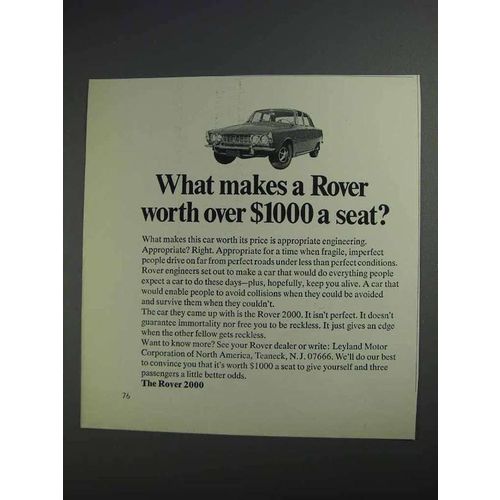 What makes a Rover
worth over $1000 a seat?
What makes this car worth its price is appropriate engineering.
Appropriate? Right. Appropriate for a time when fragile, imperfect
people drive on far from perfect roads under less than perfect conditions.
Rover engineers set out to make a car that would do everything people
expect a car to do these days—plus, hopefully, keep you alive. A car that
would enable people to avoid collisions when they could be avoided
and survive them when they couldn't.
The car they came up with is the Rover 2000. It isn't perfect. It doesn't
guarantee immortality nor free you to be reckless. It just gives an edge
when the other fellow gets reckless.
Want to know more? See your Rover dealer or write: Leyland Motor
Corporation of North America, Teaneck, N. J. 07666. We'll do our best
to convince you that it's worth $1000 a seat to give yourself and three
passengers a little better odds.
The Rover 2000
76